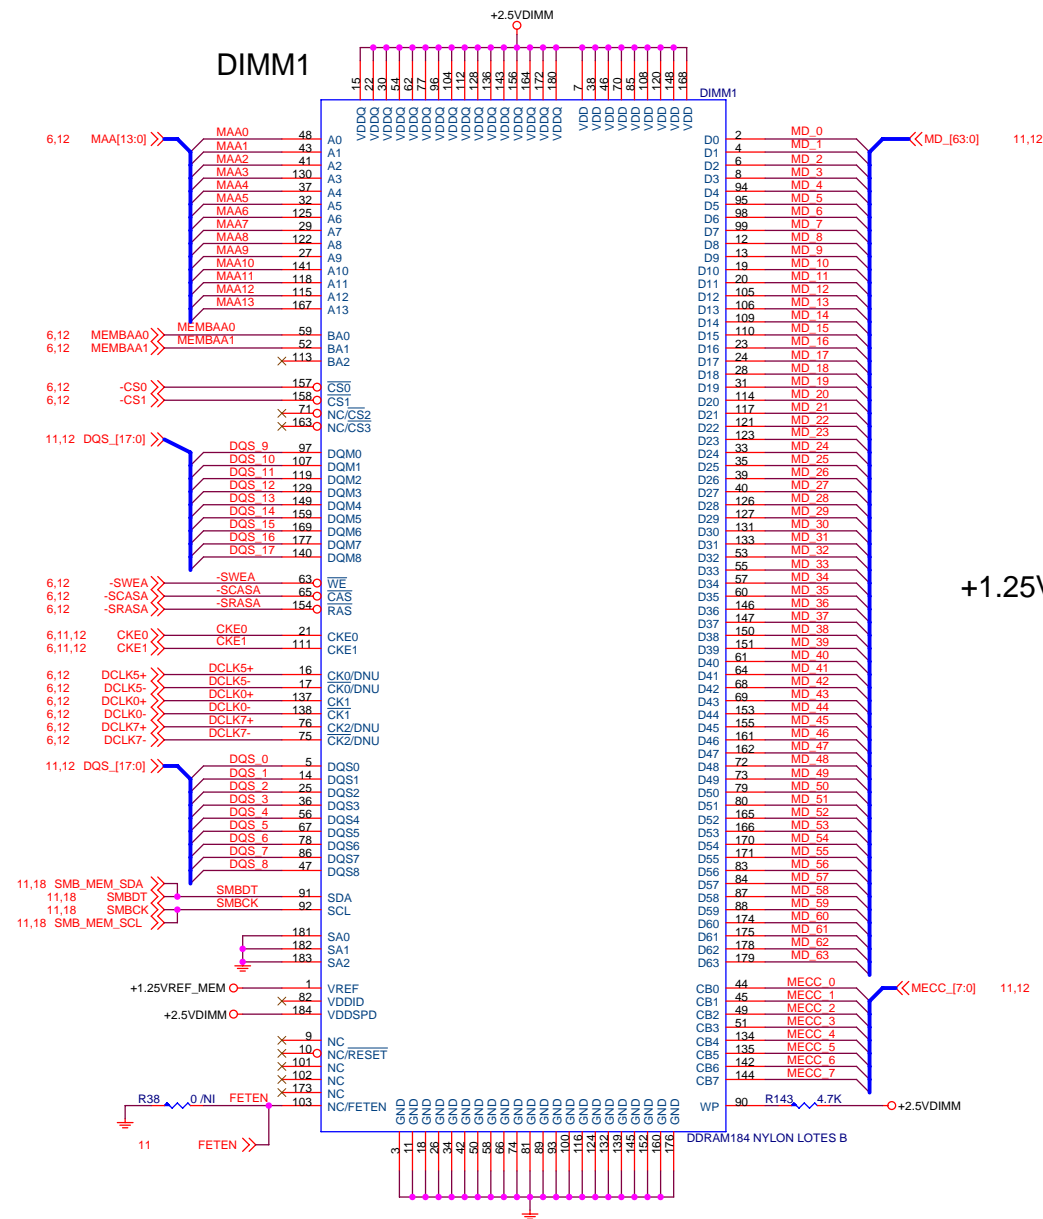 +2.5VDIMM
DIMM1
15 22 30 54 62 77 96 104 112 128 136 143 156 164 172 180 7 38 46 70 85 108 120 148 168
DIMM1
VDDQ VDDQ VDDQ VDDQ VDDQ VDDQ VDDQ VDDQ VDDQ VDDQ VDDQ VDDQ VDDQ VDDQ VDDQ VDDQ VDD VDD VDD VDD VDD VDD VDD VDD VDD
6,12 MAA[13:0] MAA0 48 A0
MAA1 43 A1
MAA2 41 A2
MAA3 130 A3
MAA4 37 A4
MAA5 32 A5
MAA6 125 A6
MAA7 29 A7
MAA8 122 A8
MAA9 27 A9
MAA10 141 A10
MAA11 118 A11
MAA12 115 A12
MAA13 167 A13
6,12 MEMBAA0 MEMBAA0 59 BA0
6,12 MEMBAA1 MEMBAA1 52 BA1
113 BA2
6,12 -CS0 157 CS0
6,12 -CS1 158 CS1
71 NC/CS2
163 NC/CS3
11,12 DQS_[17:0]
DQS_9 97 DQM0
DQS_10 107 DQM1
DQS_11 119 DQM2
DQS_12 129 DQM3
DQS_13 149 DQM4
DQS_14 159 DQM5
DQS_15 169 DQM6
DQS_16 177 DQM7
DQS_17 140 DQM8
6,12 -SWEA -SWEA 63 WE
6,12 -SCASA -SCASA 65 CAS
6,12 -SRASA -SRASA 154 RAS
6,11,12 CKE0 CKE0 21 CKE0
6,11,12 CKE1 CKE1 111 CKE1
6,12 DCLK5+ DCLK5+ 16 CK0/DNU
6,12 DCLK5- DCLK5- 17 CK0/DNU
6,12 DCLK0+ DCLK0+ 137 CK1
6,12 DCLK0- DCLK0- 138 CK1
6,12 DCLK7+ DCLK7+ 76 CK2/DNU
6,12 DCLK7- DCLK7- 75 CK2/DNU
11,12 DQS_[17:0] DQS_0 5 DQS0
DQS_1 14 DQS1
DQS_2 25 DQS2
DQS_3 36 DQS3
DQS_4 56 DQS4
DQS_5 67 DQS5
DQS_6 78 DQS6
DQS_7 86 DQS7
DQS_8 47 DQS8
11,18 SMB_MEM_SDA
11,18 SMBDT SMBDT 91 SDA
11,18 SMBCK SMBCK 92 SCL
11,18 SMB_MEM_SCL
181 SA0
182 SA1
183 SA2
+1.25VREF_MEM 1 VREF
82 VDDID
+2.5VDIMM 184 VDDSPD
9 NC
10 NC/RESET
101 NC
102 NC
173 NC
R38 0 /NI FETEN 103 NC/FETEN
11 FETEN
D0 2 MD_0 MD_[63:0] 11,12
D1 4 MD_1
D2 6 MD_2
D3 8 MD_3
D4 94 MD_4
D5 95 MD_5
D6 98 MD_6
D7 99 MD_7
D8 12 MD_8
D9 13 MD_9
D10 19 MD_10
D11 20 MD_11
D12 105 MD_12
D13 106 MD_13
D14 109 MD_14
D15 110 MD_15
D16 23 MD_16
D17 24 MD_17
D18 28 MD_18
D19 31 MD_19
D20 114 MD_20
D21 117 MD_21
D22 121 MD_22
D23 123 MD_23
D24 33 MD_24
D25 35 MD_25
D26 39 MD_26
D27 40 MD_27
D28 126 MD_28
D29 127 MD_29
D30 131 MD_30
D31 133 MD_31
D32 53 MD_32
D33 55 MD_33
D34 57 MD_34
D35 60 MD_35
D36 146 MD_36
D37 147 MD_37
D38 150 MD_38
D39 151 MD_39
D40 61 MD_40
D41 64 MD_41
D42 68 MD_42
D43 69 MD_43
D44 153 MD_44
D45 155 MD_45
D46 161 MD_46
D47 162 MD_47
D48 72 MD_48
D49 73 MD_49
D50 79 MD_50
D51 80 MD_51
D52 165 MD_52
D53 166 MD_53
D54 170 MD_54
D55 171 MD_55
D56 83 MD_56
D57 84 MD_57
D58 87 MD_58
D59 88 MD_59
D60 174 MD_60
D61 175 MD_61
D62 178 MD_62
D63 179 MD_63
+1.25V
CB0 44 MECC_0 MECC_[7:0] 11,12
CB1 45 MECC_1
CB2 49 MECC_2
CB3 51 MECC_3
CB4 134 MECC_4
CB5 135 MECC_5
CB6 142 MECC_6
CB7 144 MECC_7
WP 90 R143 4.7K +2.5VDIMM
GND GND GND GND GND GND GND GND GND GND GND GND GND GND GND GND GND GND GND GND GND GND
DDRAM184 NYLON LOTES B
3 11 18 26 34 42 50 58 66 74 81 89 93 100 116 124 132 139 145 152 160 176